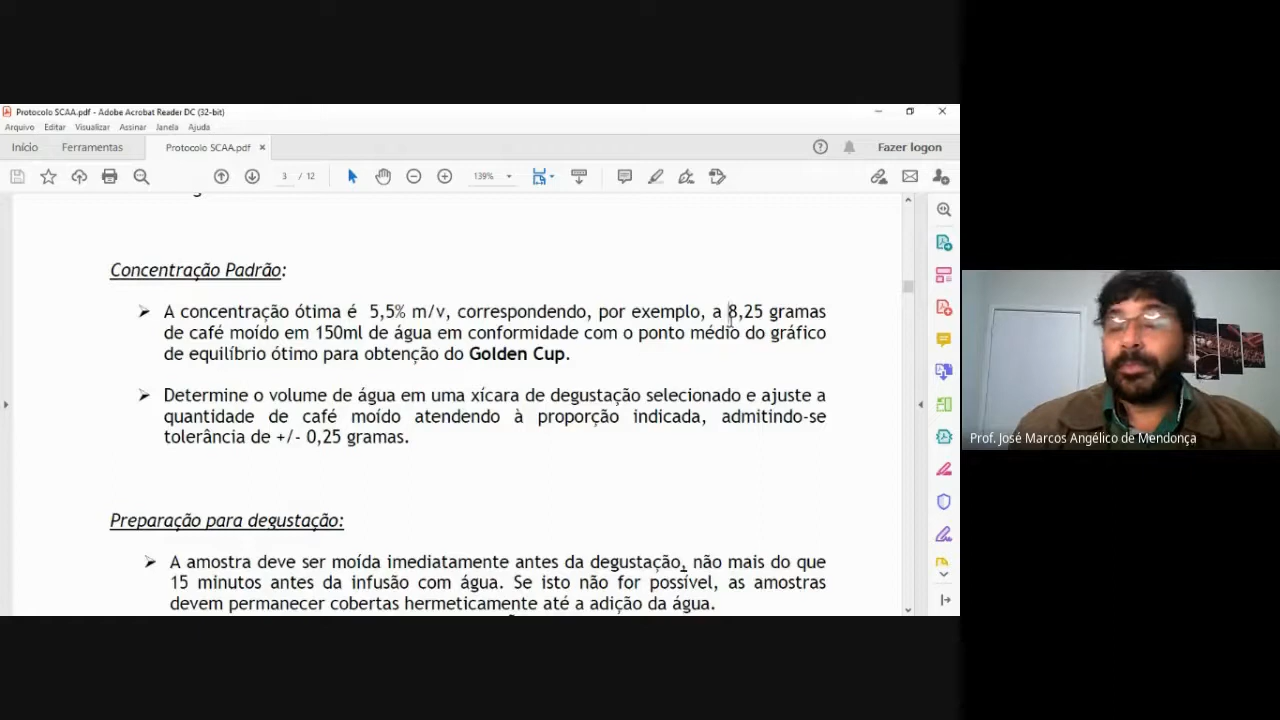 Protocolo SCAA.pdf - Adobe Acrobat Reader DC (32-bit)
Arquivo Editar Visualizar Assinar Janela Ajuda
Início Ferramentas Protocolo SCAA.pdf × Fazer logon
3 / 12 139%
Concentração Padrão:
A concentração ótima é 5,5% m/v, correspondendo, por exemplo, a 8,25 gramas
de café moído em 150ml de água em conformidade com o ponto médio do gráfico
de equilíbrio ótimo para obtenção do Golden Cup.
Determine o volume de água em uma xícara de degustação selecionado e ajuste a
quantidade de café moído atendendo à proporção indicada, admitindo-se
tolerância de +/- 0,25 gramas.
Preparação para degustação:
A amostra deve ser moída imediatamente antes da degustação, não mais do que
15 minutos antes da infusão com água. Se isto não for possível, as amostras
devem permanecer cobertas hermeticamente até a adição da água.
Prof. José Marcos Angélico de Mendonça